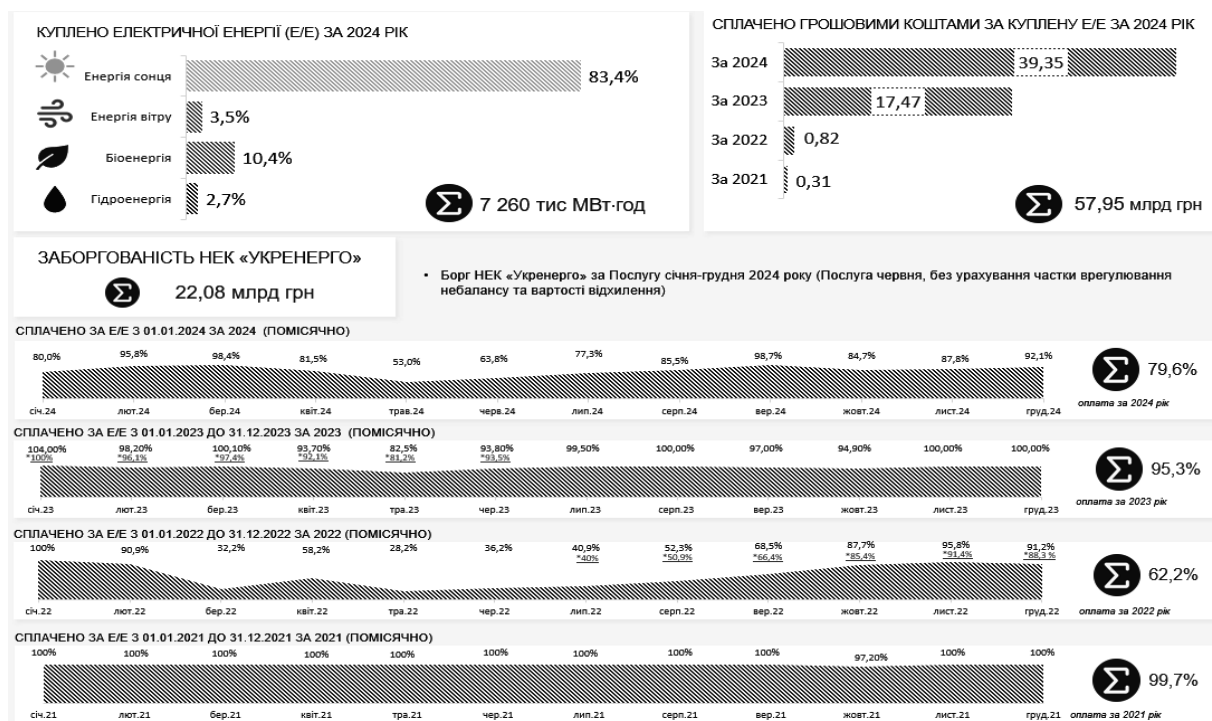 КУПЛЕНО ЕЛЕКТРИЧНОЇ ЕНЕРГІЇ (Е/Е) ЗА 2024 РІК
Енергія сонця 83,4%
Енергія вітру 3,5%
Біоенергія 10,4%
Гідроенергія 2,7%
Σ 7 260 тис МВт·год
СПЛАЧЕНО ГРОШОВИМИ КОШТАМИ ЗА КУПЛЕНУ Е/Е ЗА 2024 РІК
За 2024 39,35
За 2023 17,47
За 2022 0,82
За 2021 0,31
Σ 57,95 млрд грн
ЗАБОРГОВАНІСТЬ НЕК «УКРЕНЕРГО»
Σ 22,08 млрд грн
• Борг НЕК «Укренерго» за Послугу січня-грудня 2024 року (Послуга червня, без урахування частки врегулювання
небалансу та вартості відхилення)
СПЛАЧЕНО ЗА Е/Е З 01.01.2024 ЗА 2024 (ПОМІСЯЧНО)
80,0% 95,8% 98,4% 81,5% 53,0% 63,8% 77,3% 85,5% 98,7% 84,7% 87,8% 92,1%
Σ 79,6%
оплата за 2024 рік
січ.24 лют.24 бер.24 квіт.24 трав.24 черв.24 лип.24 серп.24 вер.24 жовт.24 лист.24 груд.24
СПЛАЧЕНО ЗА Е/Е З 01.01.2023 ДО 31.12.2023 ЗА 2023 (ПОМІСЯЧНО)
104,00% 98,20% 100,10% 93,70% 82,5% 93,80% 99,50% 100,00% 97,00% 94,90% 100,00% 100,00%
*100% *96,1% *97,4% *92,1% *81,2% *93,5%
Σ 95,3%
оплата за 2023 рік
січ.23 лют.23 бер.23 квіт.23 тра.23 чер.23 лип.23 серп.23 вер.23 жовт.23 лист.23 груд.23
СПЛАЧЕНО ЗА Е/Е З 01.01.2022 ДО 31.12.2022 ЗА 2022 (ПОМІСЯЧНО)
100% 90,9% 32,2% 58,2% 28,2% 36,2% 40,9% 52,3% 68,5% 87,7% 95,8% 91,2%
*40% *50,9% *66,4% *85,4% *91,4% *88,3 %
Σ 62,2%
січ.22 лют.22 бер.22 квіт.22 тра.22 чер.22 лип.22 серп.22 вер.22 жовт.22 лист.22 груд.22 оплата за 2022 рік
СПЛАЧЕНО ЗА Е/Е З 01.01.2021 ДО 31.12.2021 ЗА 2021 (ПОМІСЯЧНО)
100% 100% 100% 100% 100% 100% 100% 100% 100% 97,20% 100% 100%
Σ 99,7%
січ.21 лют.21 бер.21 квіт.21 тра.21 чер.21 лип.21 серп.21 вер.21 жовт.21 лист.21 груд.21 оплата за 2021 рік